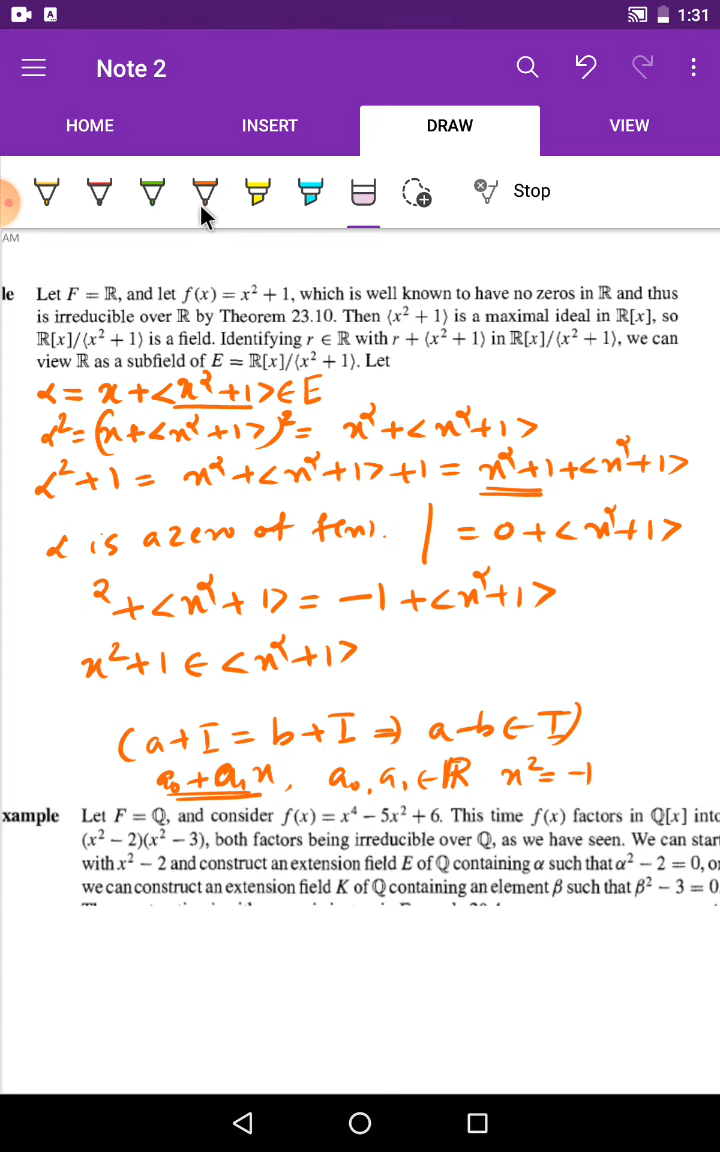 A 1:31
Note 2
HOME INSERT DRAW VIEW
Stop
AM
le Let F = ℝ, and let f(x) = x² + 1, which is well known to have no zeros in ℝ and thus
is irreducible over ℝ by Theorem 23.10. Then ⟨x² + 1⟩ is a maximal ideal in ℝ[x], so
ℝ[x]/⟨x² + 1⟩ is a field. Identifying r ∈ ℝ with r + ⟨x² + 1⟩ in ℝ[x]/⟨x² + 1⟩, we can
view ℝ as a subfield of E = ℝ[x]/⟨x² + 1⟩. Let
α = x + <x² + 1> ∈ E
α² = (x + <x² + 1>)² = x² + <x² + 1>
α² + 1 = x² + <x² + 1> + 1 = x² + 1 + <x² + 1>
α is a zero of f(x). | = 0 + <x² + 1>
² + <x² + 1> = -1 + <x² + 1>
x² + 1 ∈ <x² + 1>
(a + I = b + I ⇒ a - b ∈ I)
a₀ + a₁x, a₀, a₁ ∈ ℝ x² = -1
xample Let F = ℚ, and consider f(x) = x⁴ − 5x² + 6. This time f(x) factors in ℚ[x] into
(x² − 2)(x² − 3), both factors being irreducible over ℚ, as we have seen. We can star
with x² − 2 and construct an extension field E of ℚ containing α such that α² − 2 = 0, o
we can construct an extension field K of ℚ containing an element β such that β² − 3 = 0